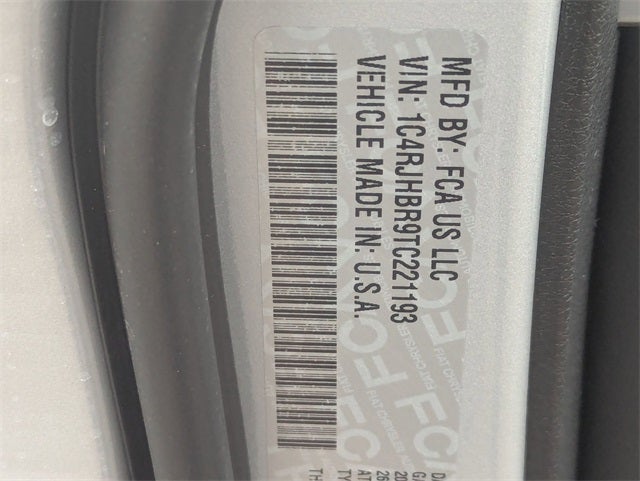 MFD BY: FCA US LLC
VIN: 1C4RJHBR9TC221193
VEHICLE MADE IN: U.S.A.